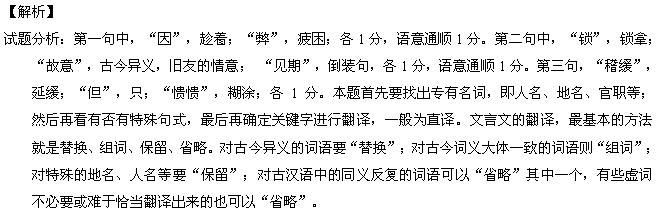 【解析】
试题分析：第一句中，“因”，趁着；“弊”，疲困；各1分，语意通顺1分。第二句中，“锁”，锁拿；
“故意”，古今异义，旧友的情意； “见期”，倒装句，各1分，语意通顺1分。第三句，“稽缓”，
延缓；“但”，只；“愦愦”，糊涂；各 1 分。本题首先要找出专有名词，即人名、地名、官职等；
然后再看有否有特殊句式，最后再确定关键字进行翻译，一般为直译。文言文的翻译，最基本的方法
就是替换、组词、保留、省略。对古今异义的词语要“替换”；对古今词义大体一致的词语则“组词”；
对特殊的地名、人名等要“保留”；对古汉语中的同义反复的词语可以“省略”其中一个，有些虚词
不必要或难于恰当翻译出来的也可以“省略”。